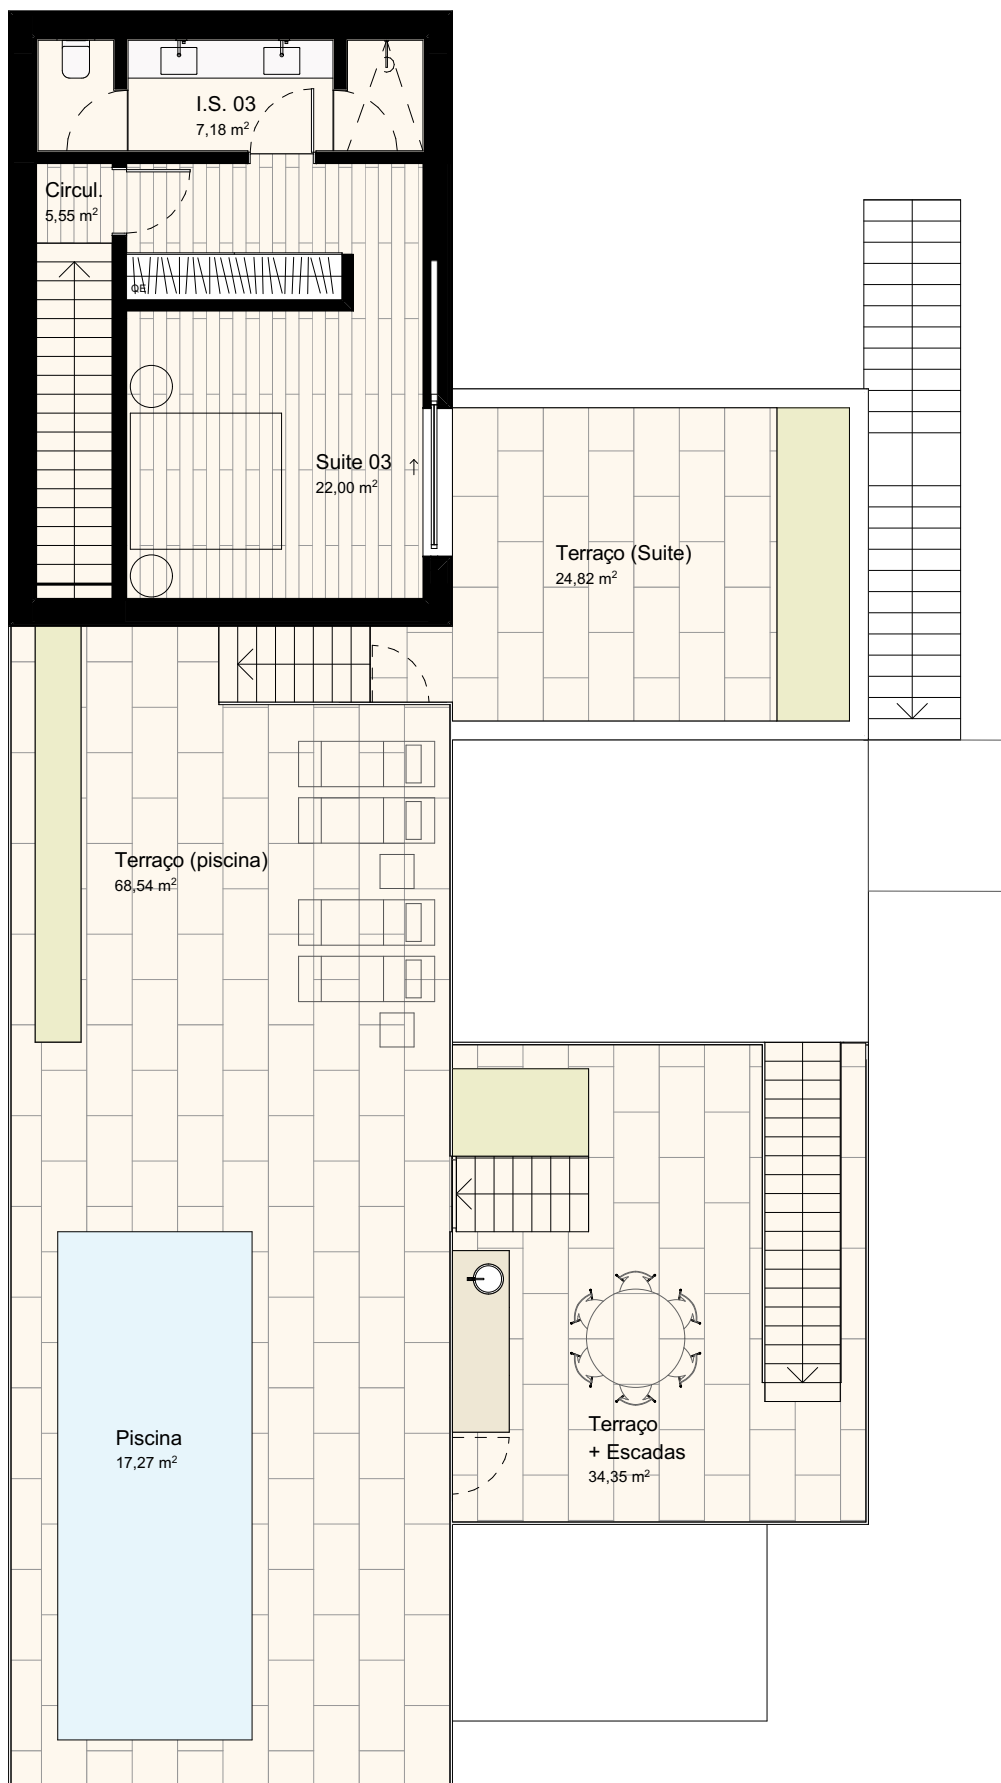 I.S. 03
7,18 m²
Circul.
5,55 m²
QE
Suite 03
22,00 m²
Terraço (Suite)
24,82 m²
Terraço (piscina)
68,54 m²
Terraço
+ Escadas
34,35 m²
Piscina
17,27 m²